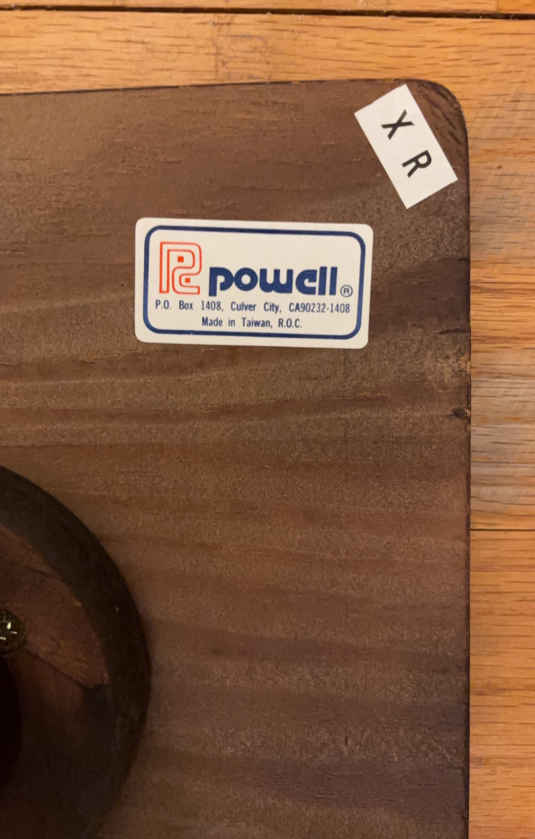 X R
powell®
P.O. Box 1408, Culver City, CA90232-1408
Made in Taiwan, R.O.C.